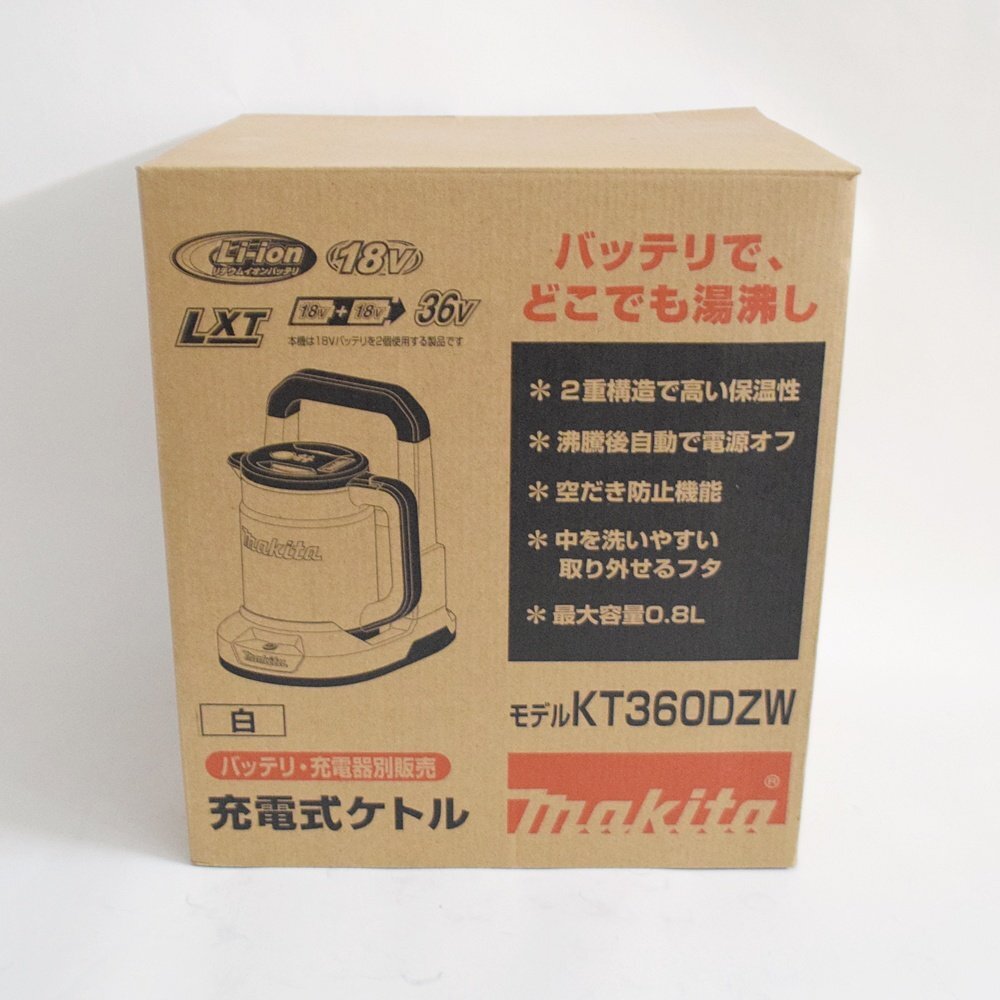 Li-ion
リチウムイオンバッテリ
18V
LXT
18V + 18V 36V
本機は18Vバッテリを2個使用する製品です
バッテリで、
どこでも湯沸し
* 2重構造で高い保温性
* 沸騰後自動で電源オフ
* 空だき防止機能
* 中を洗いやすい
取り外せるフタ
* 最大容量0.8L
makita
makita
白
モデルKT360DZW
バッテリ・充電器別販売
充電式ケトル
makita®